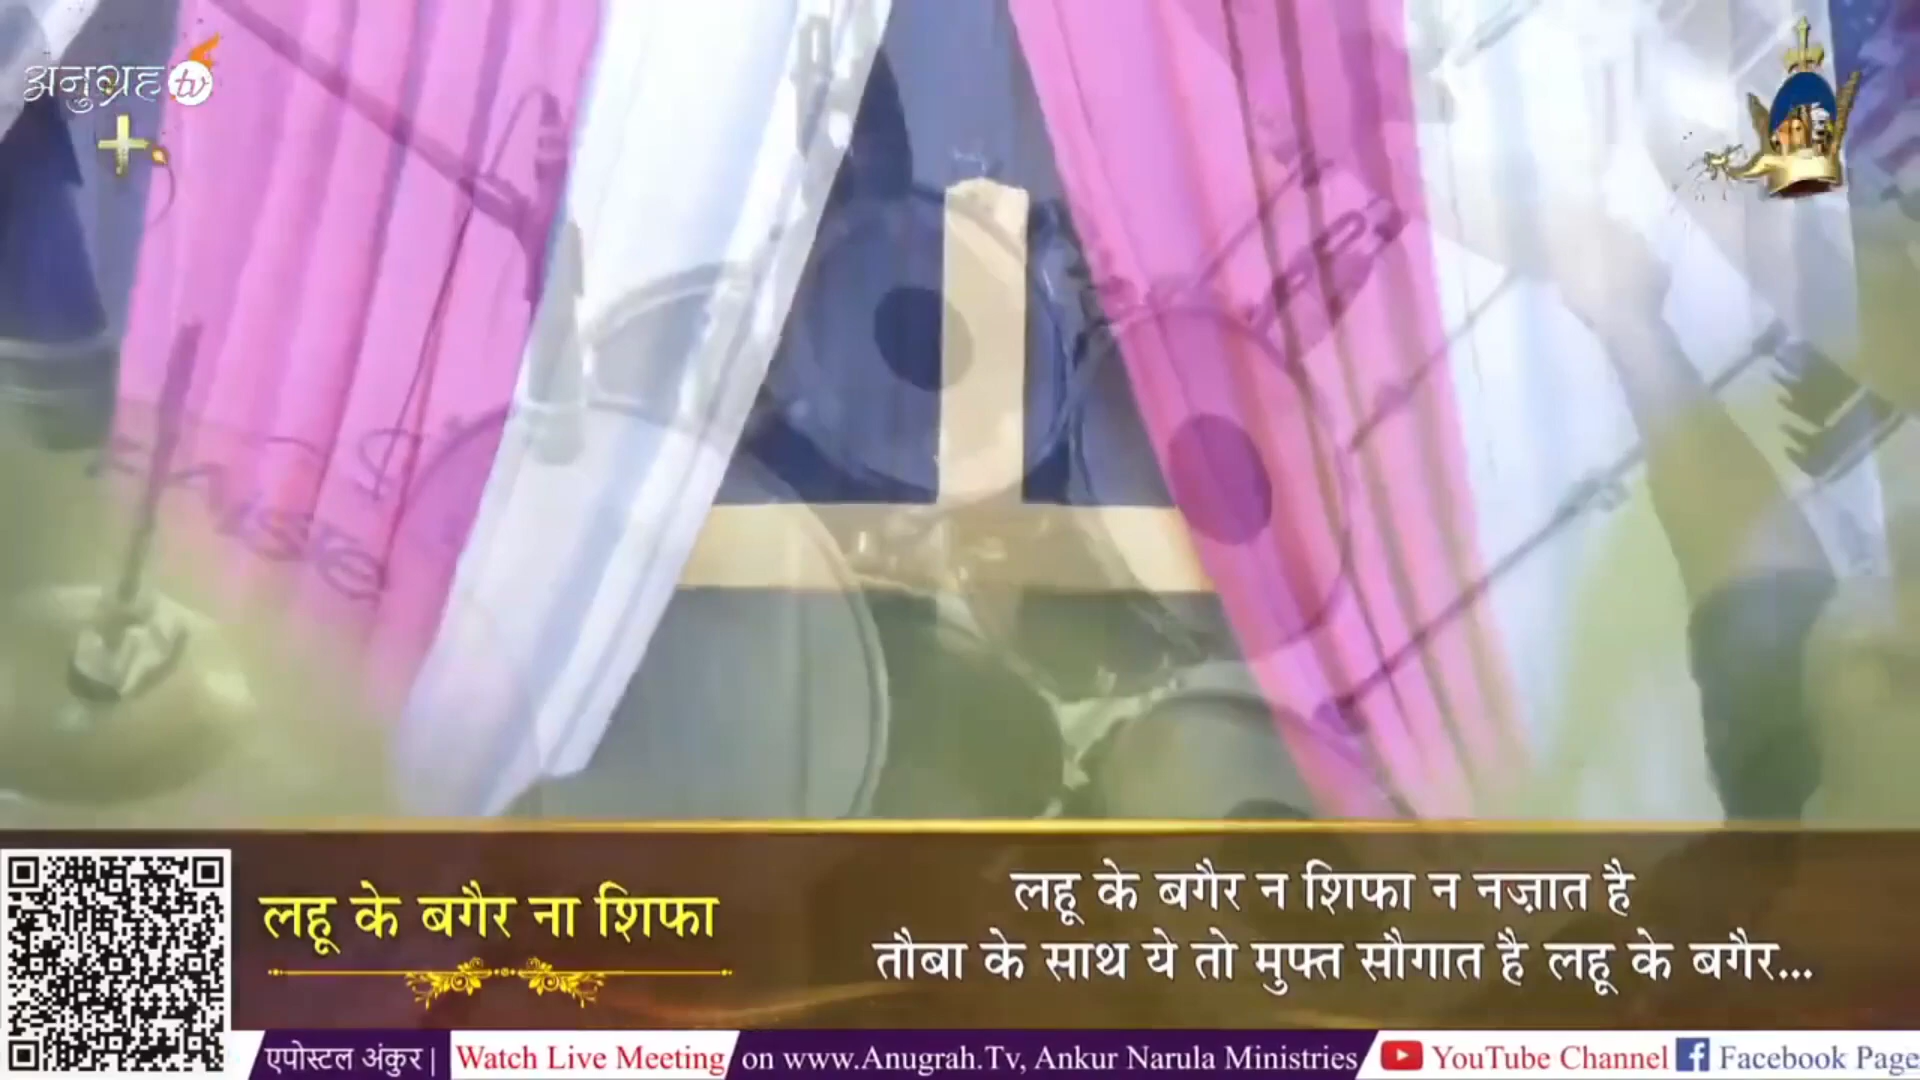 अनुग्रह tv
लहू के बगैर ना शिफा
लहू के बगैर न शिफा न नज़ात है
तौबा के साथ ये तो मुफ्त सौगात है लहू के बगैर...
एपोस्टल अंकुर | Watch Live Meeting on www.Anugrah.Tv, Ankur Narula Ministries YouTube Channel Facebook Page